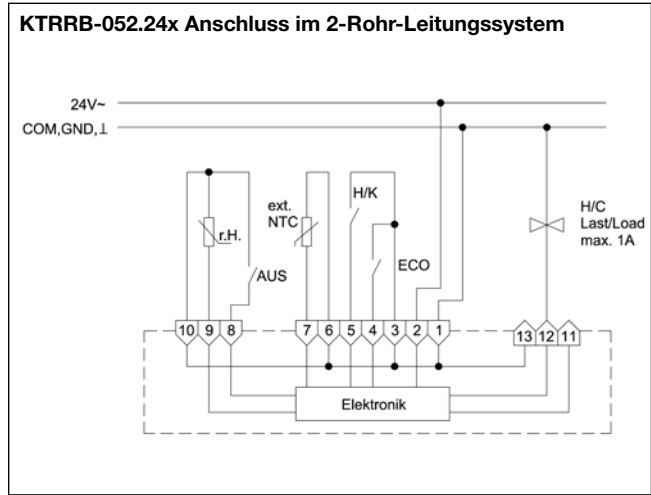 KTRRB-052.24x Anschluss im 2-Rohr-Leitungssystem
24V~
COM,GND,⊥
H/K
ext.
NTC
r.H.
H/C
Last/Load
max. 1A
AUS
ECO
10 9 8 7 6 5 4 3 2 1 13 12 11
Elektronik